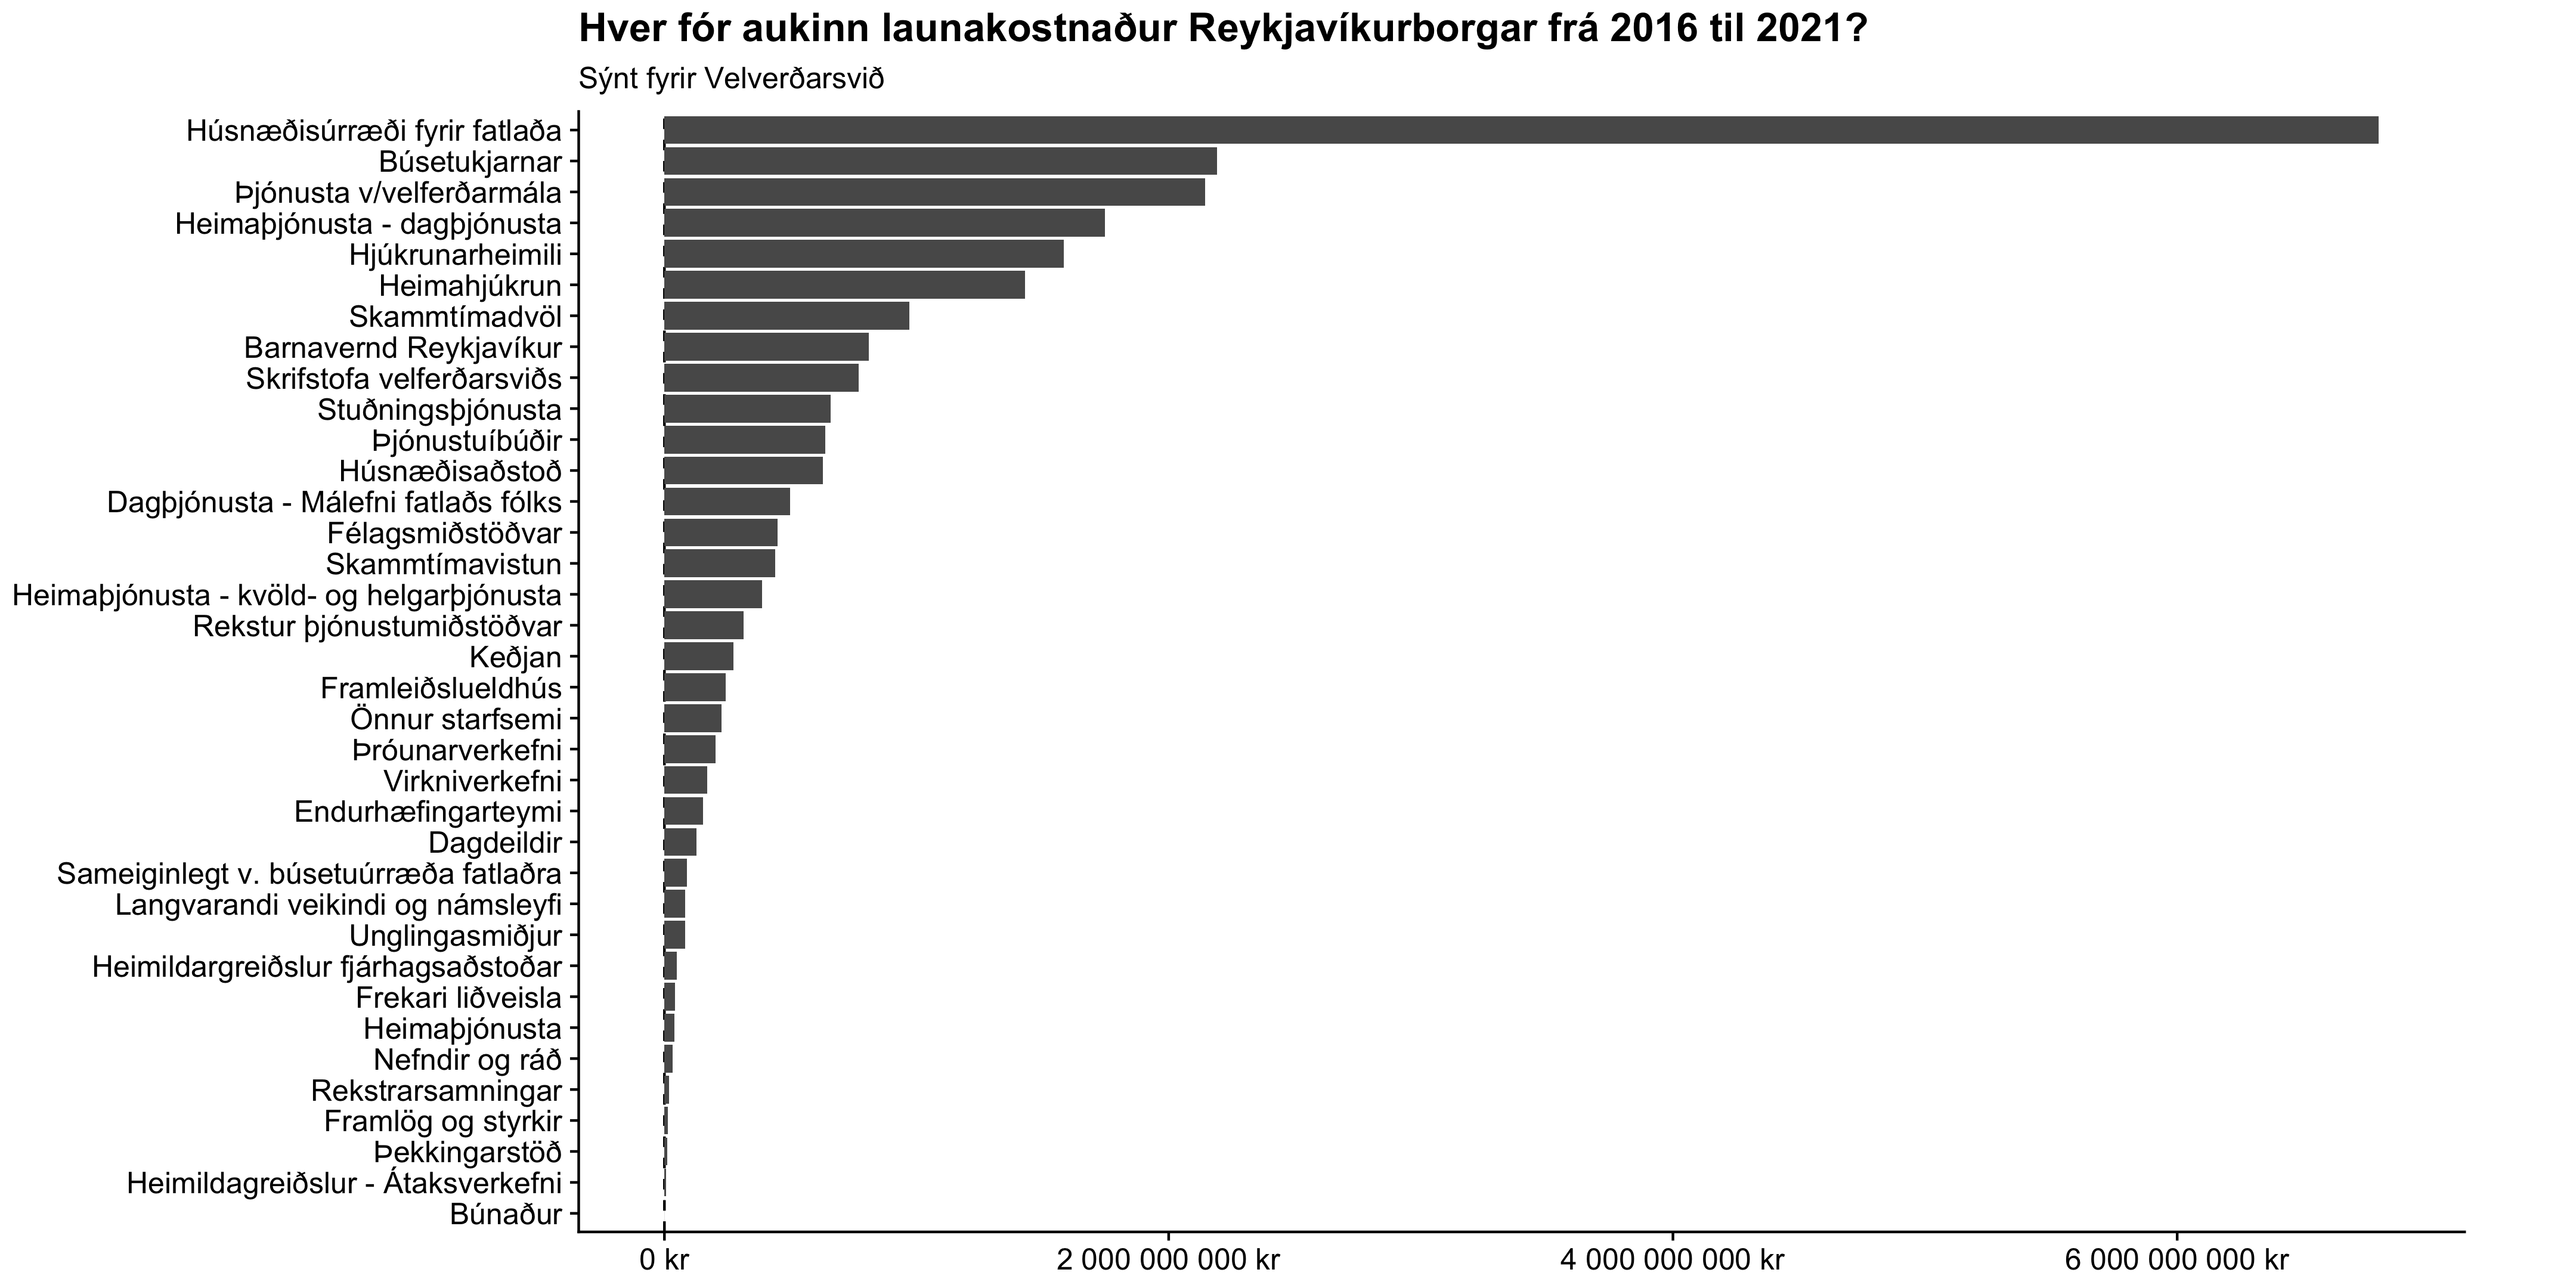 Hver fór aukinn launakostnaður Reykjavíkurborgar frá 2016 til 2021?
Sýnt fyrir Velverðarsvið
Húsnæðisúrræði fyrir fatlaða
Búsetukjarnar
Þjónusta v/velferðarmála
Heimaþjónusta - dagþjónusta
Hjúkrunarheimili
Heimahjúkrun
Skammtímadvöl
Barnavernd Reykjavíkur
Skrifstofa velferðarsviðs
Stuðningsþjónusta
Þjónustuíbúðir
Húsnæðisaðstoð
Dagþjónusta - Málefni fatlaðs fólks
Félagsmiðstöðvar
Skammtímavistun
Heimaþjónusta - kvöld- og helgarþjónusta
Rekstur þjónustumiðstöðvar
Keðjan
Framleiðslueldhús
Önnur starfsemi
Þróunarverkefni
Virkniverkefni
Endurhæfingarteymi
Dagdeildir
Sameiginlegt v. búsetuúrræða fatlaðra
Langvarandi veikindi og námsleyfi
Unglingasmiðjur
Heimildargreiðslur fjárhagsaðstoðar
Frekari liðveisla
Heimaþjónusta
Nefndir og ráð
Rekstrarsamningar
Framlög og styrkir
Þekkingarstöð
Heimildagreiðslur - Átaksverkefni
Búnaður
0 kr 2 000 000 000 kr 4 000 000 000 kr 6 000 000 000 kr